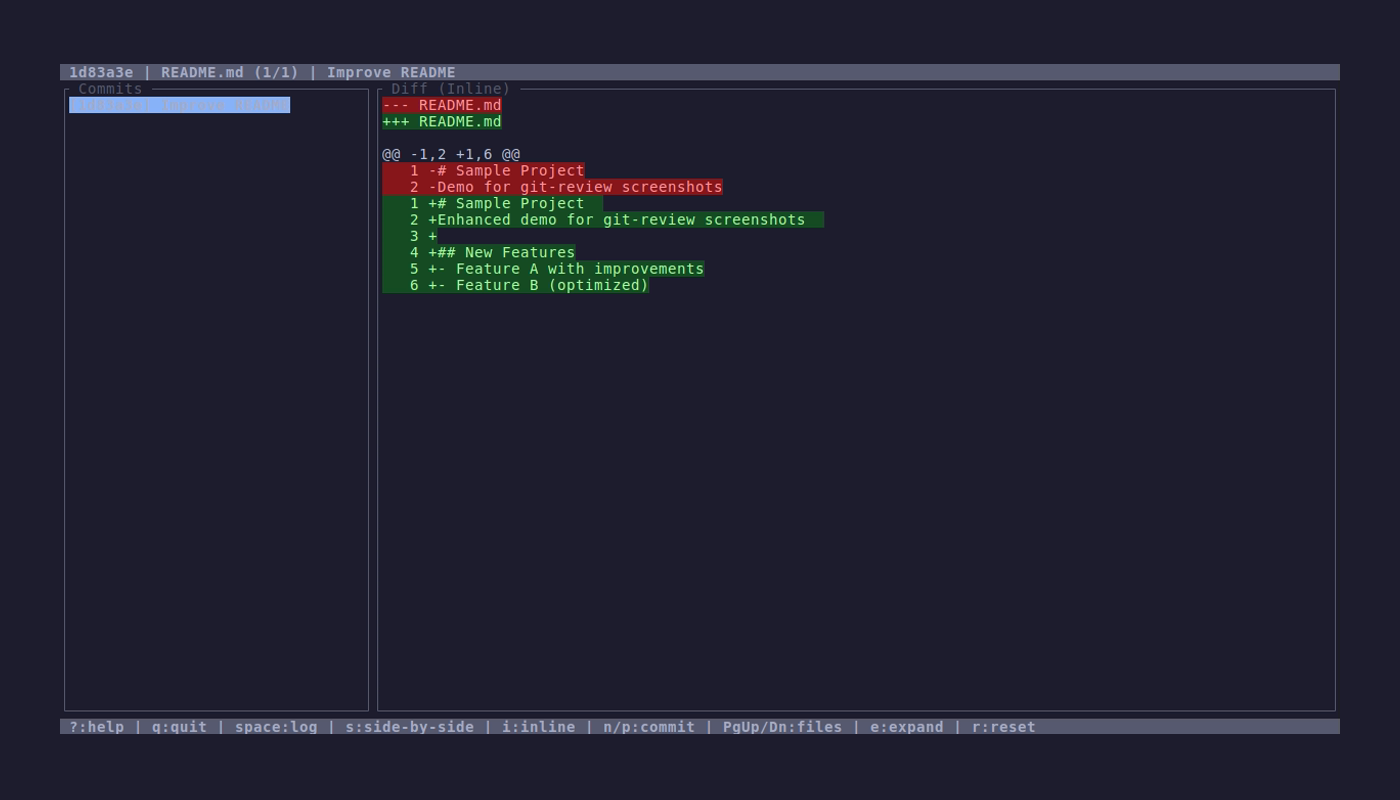 1d83a3e | README.md (1/1) | Improve README
Commits
[1d83a3e] Improve README
Diff (Inline)
--- README.md
+++ README.md
@@ -1,2 +1,6 @@
1 -# Sample Project
2 -Demo for git-review screenshots
1 +# Sample Project
2 +Enhanced demo for git-review screenshots
3 +
4 +## New Features
5 +- Feature A with improvements
6 +- Feature B (optimized)
?:help | q:quit | space:log | s:side-by-side | i:inline | n/p:commit | PgUp/Dn:files | e:expand | r:reset